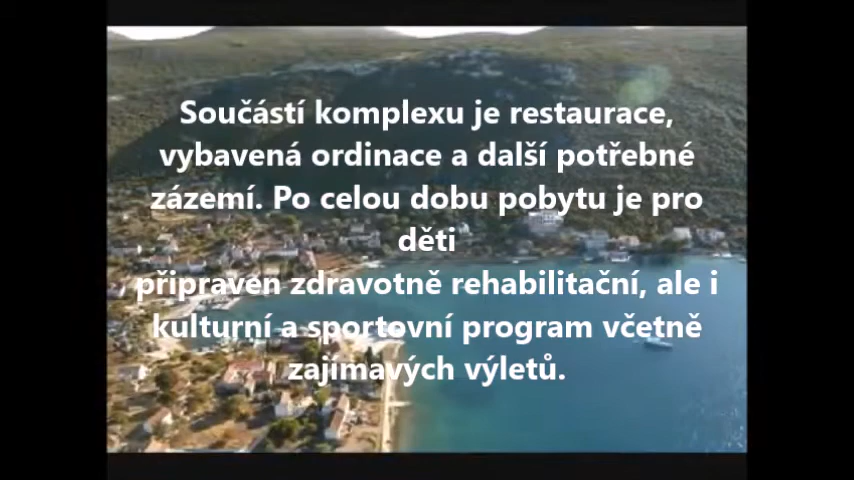 Součástí komplexu je restaurace,
vybavená ordinace a další potřebné
zázemí. Po celou dobu pobytu je pro
děti
připraven zdravotně rehabilitační, ale i
kulturní a sportovní program včetně
zajímavých výletů.